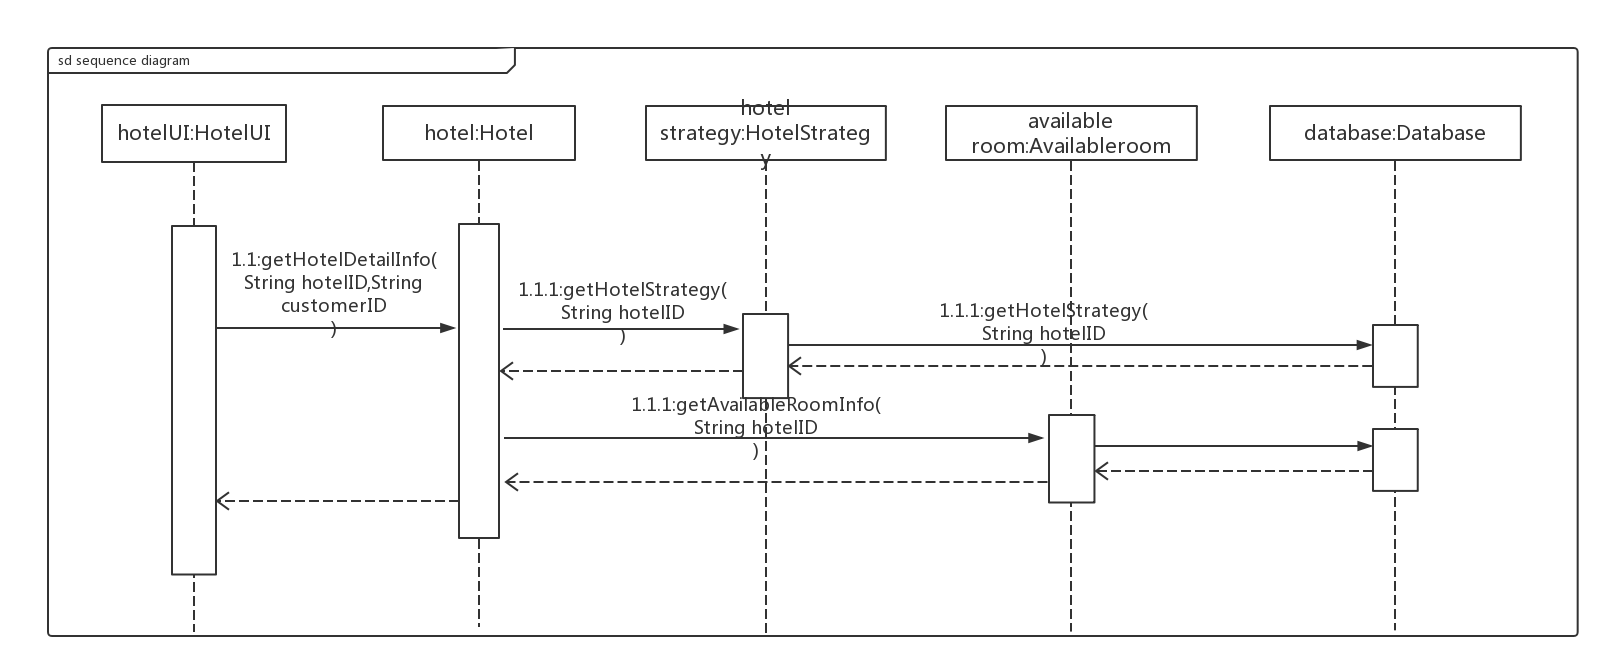 sd sequence diagram
hotelUI:HotelUI
hotel:Hotel
hotel
strategy:HotelStrateg
y
available
room:Availableroom
database:Database
1.1:getHotelDetailInfo(
String hotelID,String
customerID
)
1.1.1:getHotelStrategy(
String hotelID
)
1.1.1:getHotelStrategy(
String hotelID
)
1.1.1:getAvailableRoomInfo(
String hotelID
)